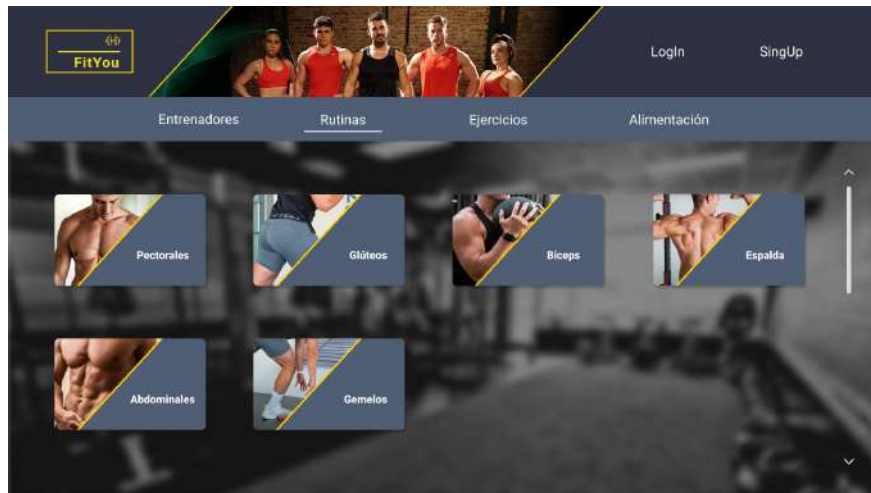 FitYou
LogIn
SingUp
Entrenadores
Rutinas
Ejercicios
Alimentación
Pectorales
Glúteos
Biceps
Espalda
Abdominales
Gemelos